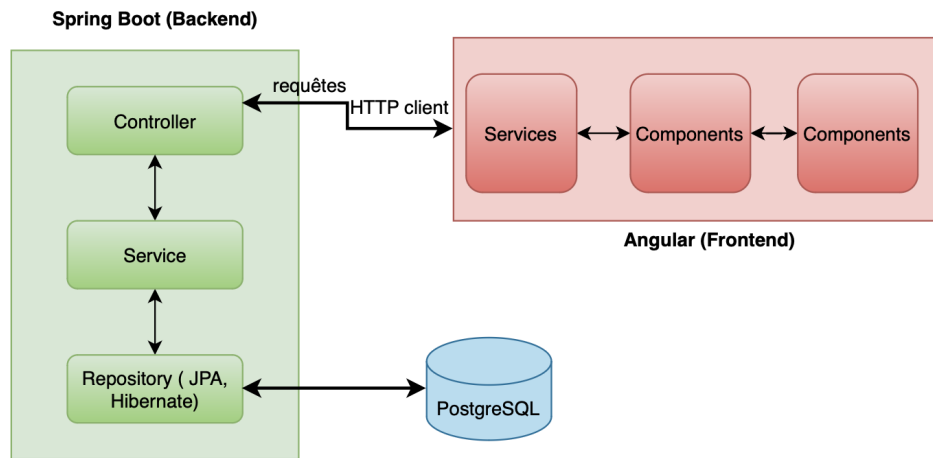 Spring Boot (Backend)
requêtes
HTTP client
Controller
Services
Components
Components
Angular (Frontend)
Service
Repository ( JPA,
Hibernate)
PostgreSQL